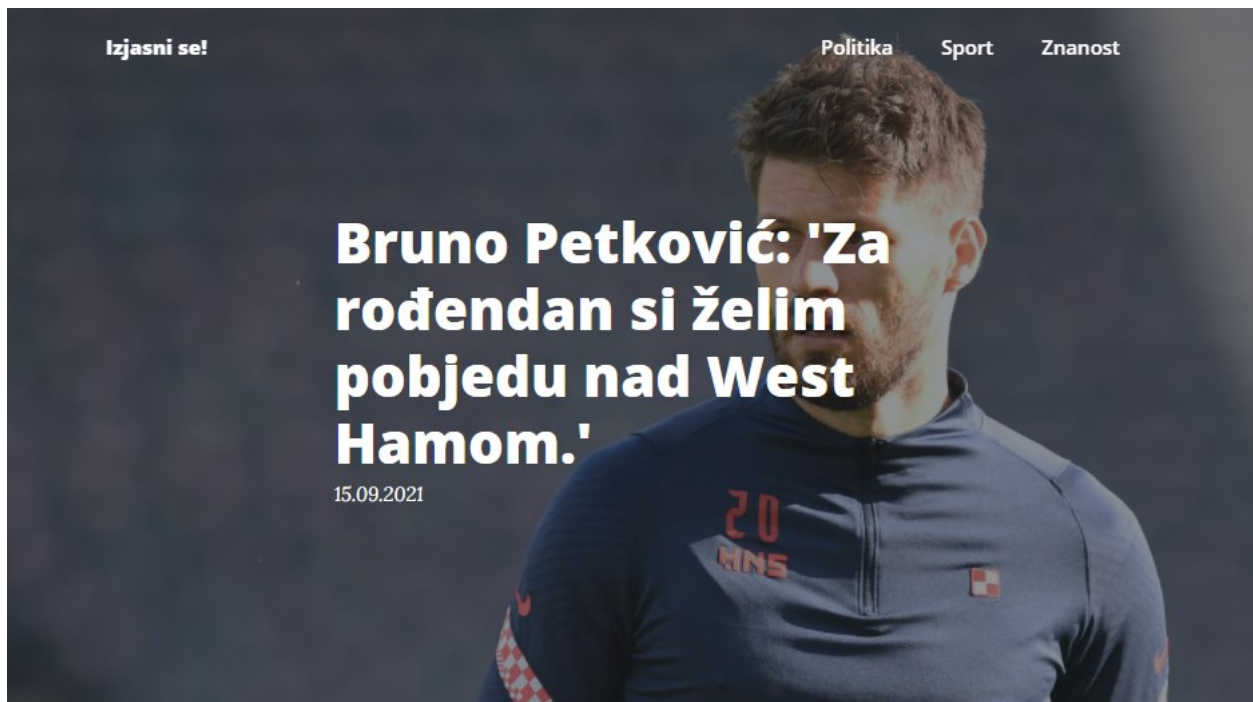 Izjasni se!
Politika Sport Znanost
Bruno Petković: 'Za
rođendan si želim
pobjedu nad West
Hamom.'
15.09.2021
20
HNS